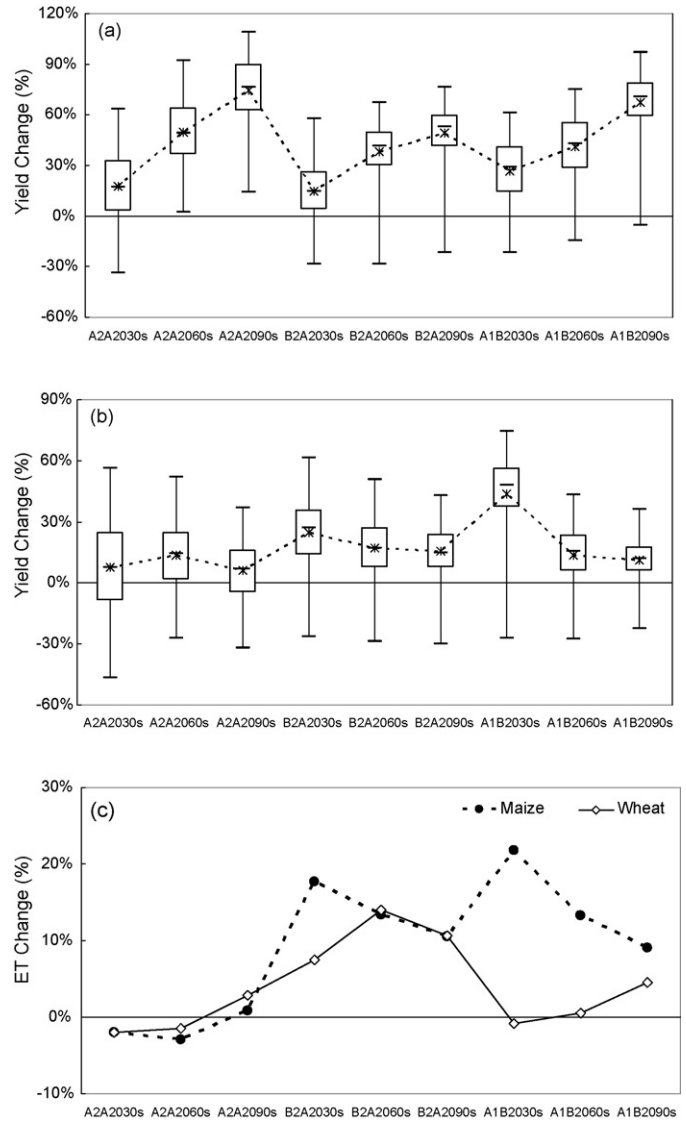 120%
(a)
90%
60%
30%
0%
-30%
-60%
Yield Change (%)
A2A2030s A2A2060s A2A2090s B2A2030s B2A2060s B2A2090s A1B2030s A1B2060s A1B2090s
90%
(b)
60%
30%
0%
-30%
-60%
Yield Change (%)
A2A2030s A2A2060s A2A2090s B2A2030s B2A2060s B2A2090s A1B2030s A1B2060s A1B2090s
30%
(c)
Maize Wheat
20%
10%
0%
-10%
ET Change (%)
A2A2030s A2A2060s A2A2090s B2A2030s B2A2060s B2A2090s A1B2030s A1B2060s A1B2090s